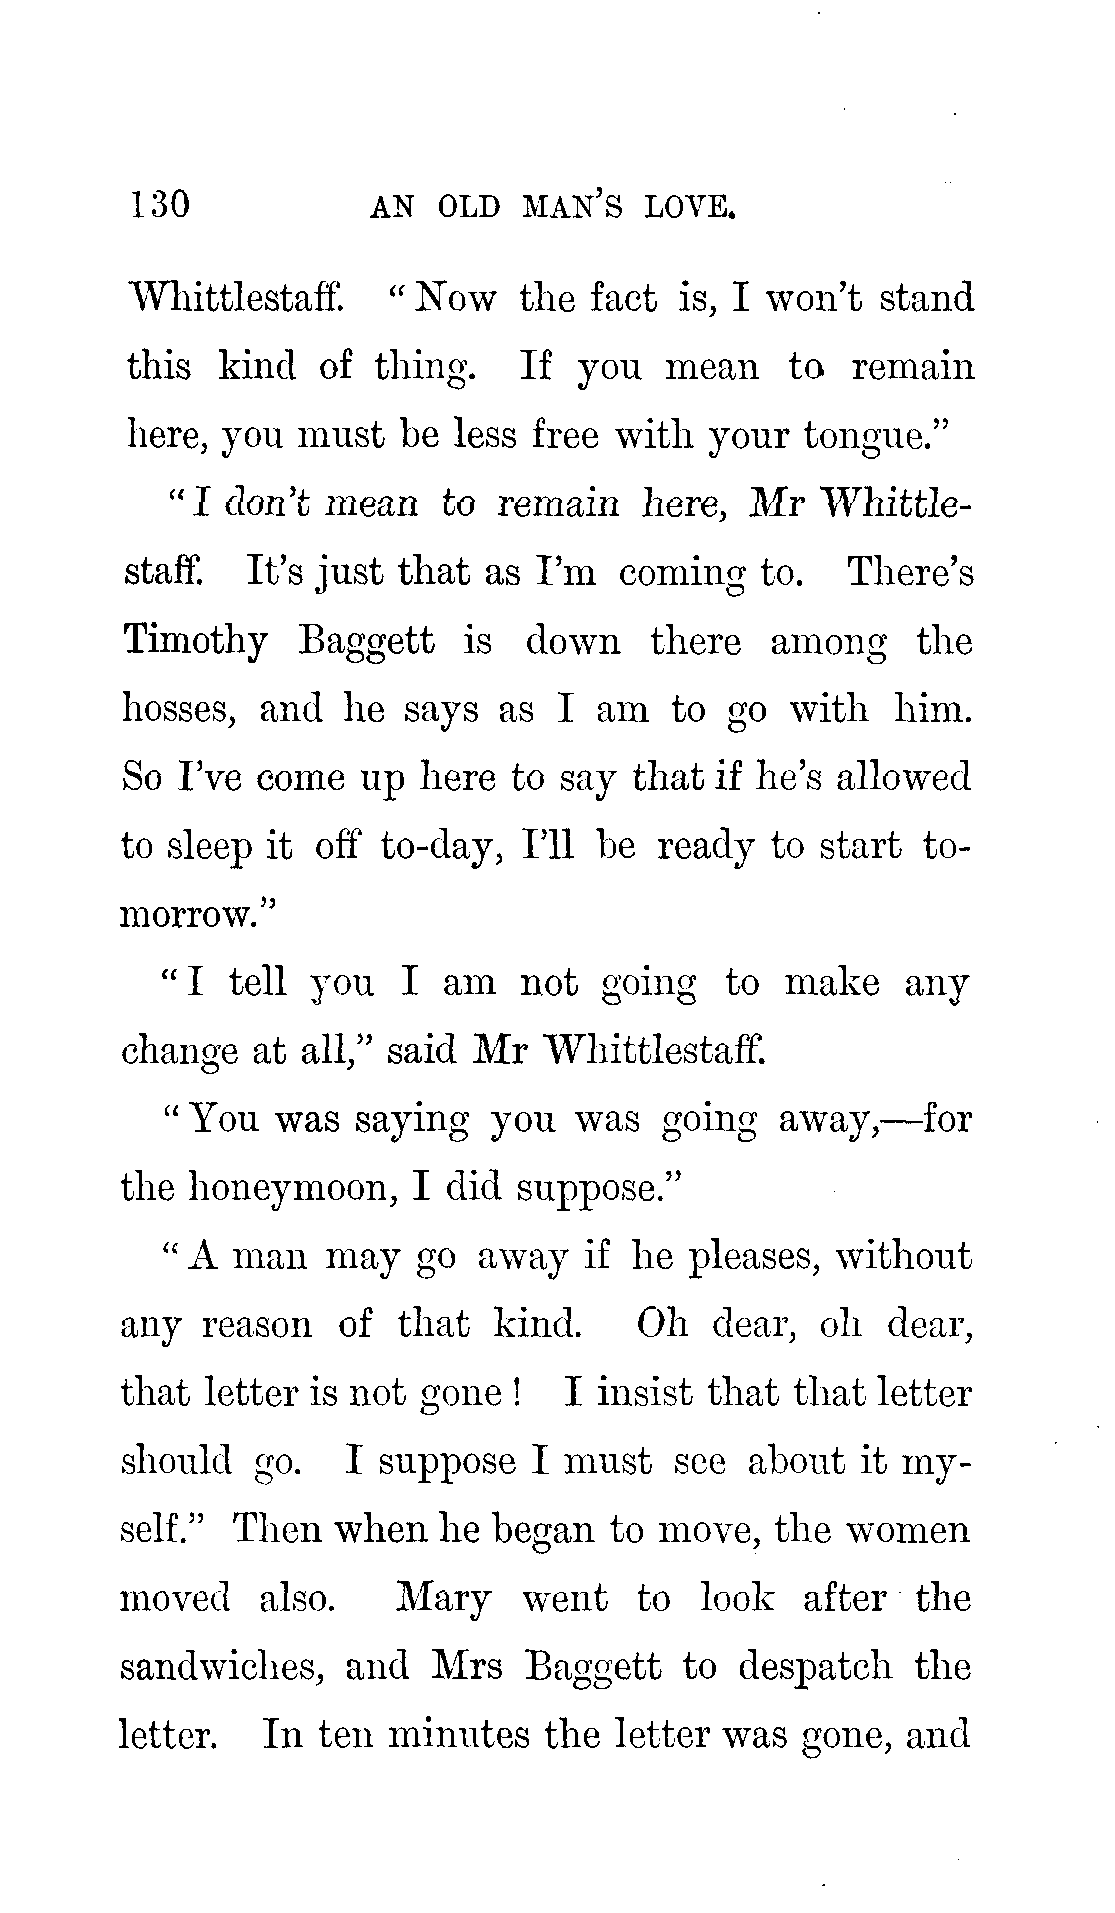 130 AN OLD MAN'S LOVE.
Whittlestaff. “Now the fact is, I won't stand
this kind of thing. If you mean to remain
here, you must be less free with your tongue.”
“I don't mean to remain here, Mr Whittle-
staff. It's just that as I'm coming to. There's
Timothy Baggett is down there among the
hosses, and he says as I am to go with him.
So I've come up here to say that if he's allowed
to sleep it off to-day, I'll be ready to start to-
morrow.”
“I tell you I am not going to make any
change at all,” said Mr Whittlestaff.
“You was saying you was going away,—for
the honeymoon, I did suppose.”
“A man may go away if he pleases, without
any reason of that kind. Oh dear, oh dear,
that letter is not gone! I insist that that letter
should go. I suppose I must see about it my-
self.” Then when he began to move, the women
moved also. Mary went to look after the
sandwiches, and Mrs Baggett to despatch the
letter. In ten minutes the letter was gone, and